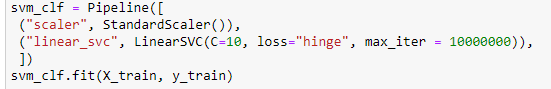 svm_clf = Pipeline([
("scaler", StandardScaler()),
("linear_svc", LinearSVC(C=10, loss="hinge", max_iter = 10000000)),
])
svm_clf.fit(X_train, y_train)